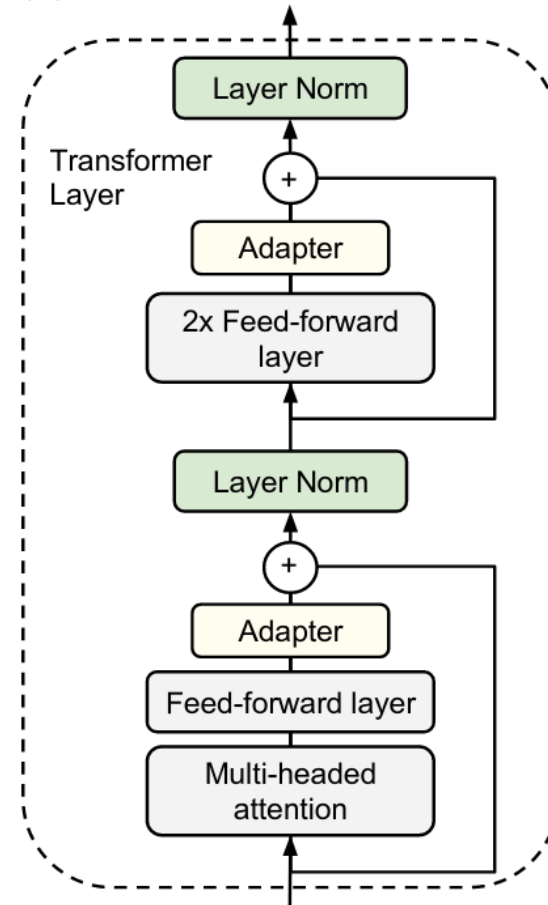 Layer Norm
Transformer
Layer
+
Adapter
2x Feed-forward
layer
Layer Norm
+
Adapter
Feed-forward layer
Multi-headed
attention